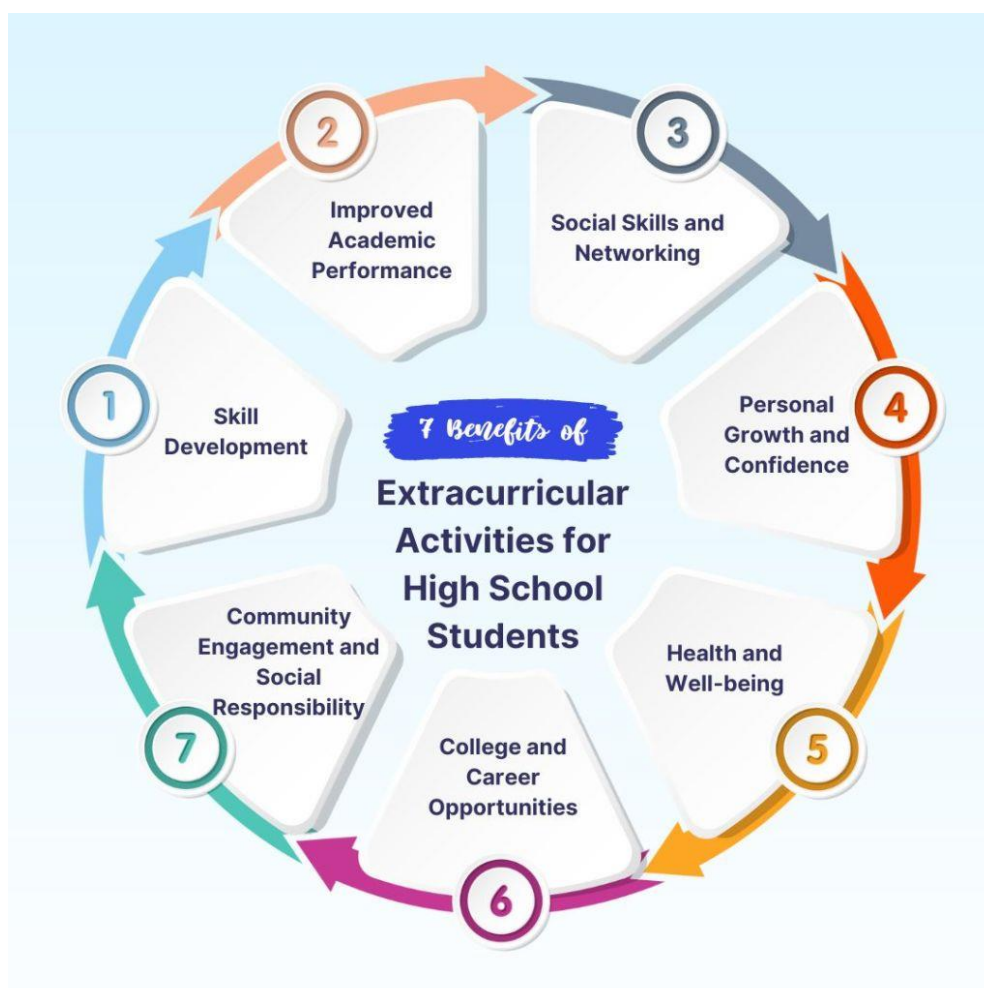 7 Benefits of
Extracurricular
Activities for
High School
Students
1
Skill
Development
2
Improved
Academic
Performance
3
Social Skills and
Networking
4
Personal
Growth and
Confidence
5
Health and
Well-being
6
College and
Career
Opportunities
7
Community
Engagement and
Social
Responsibility